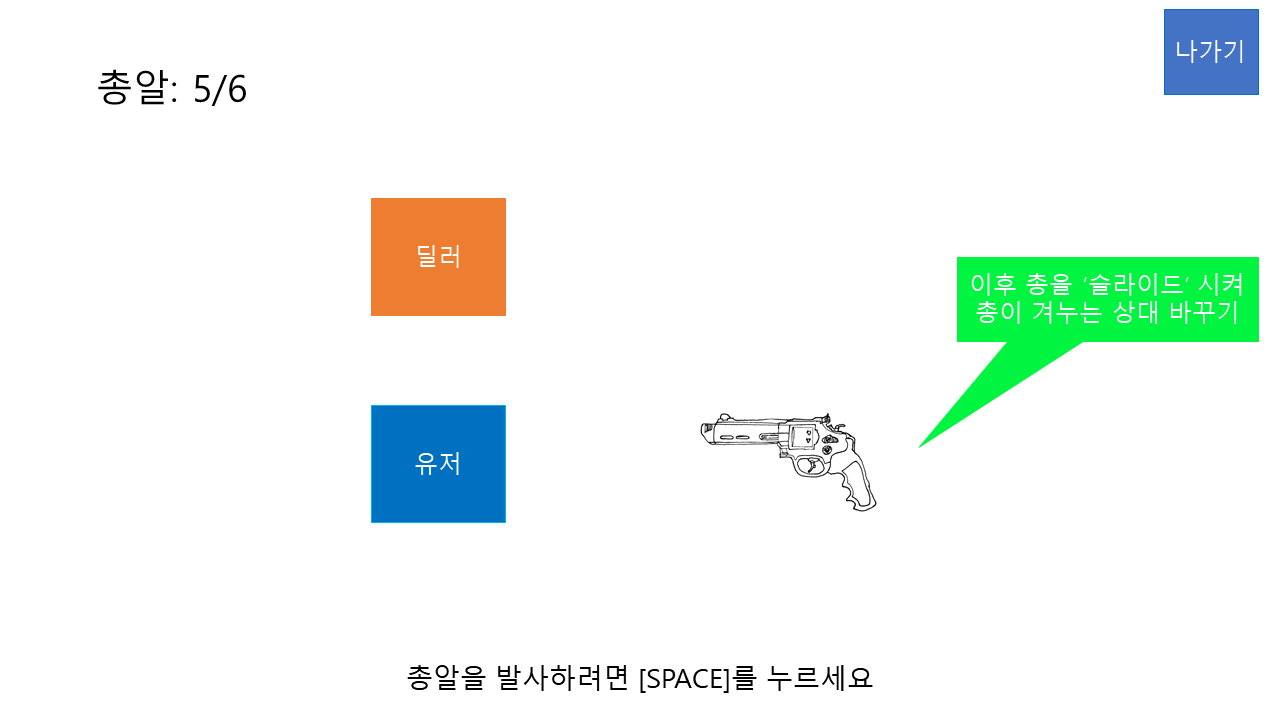 나가기
총알: 5/6
딜러
이후 총을 ‘슬라이드’ 시켜
총이 겨누는 상대 바꾸기
유저
총알을 발사하려면 [SPACE]를 누르세요